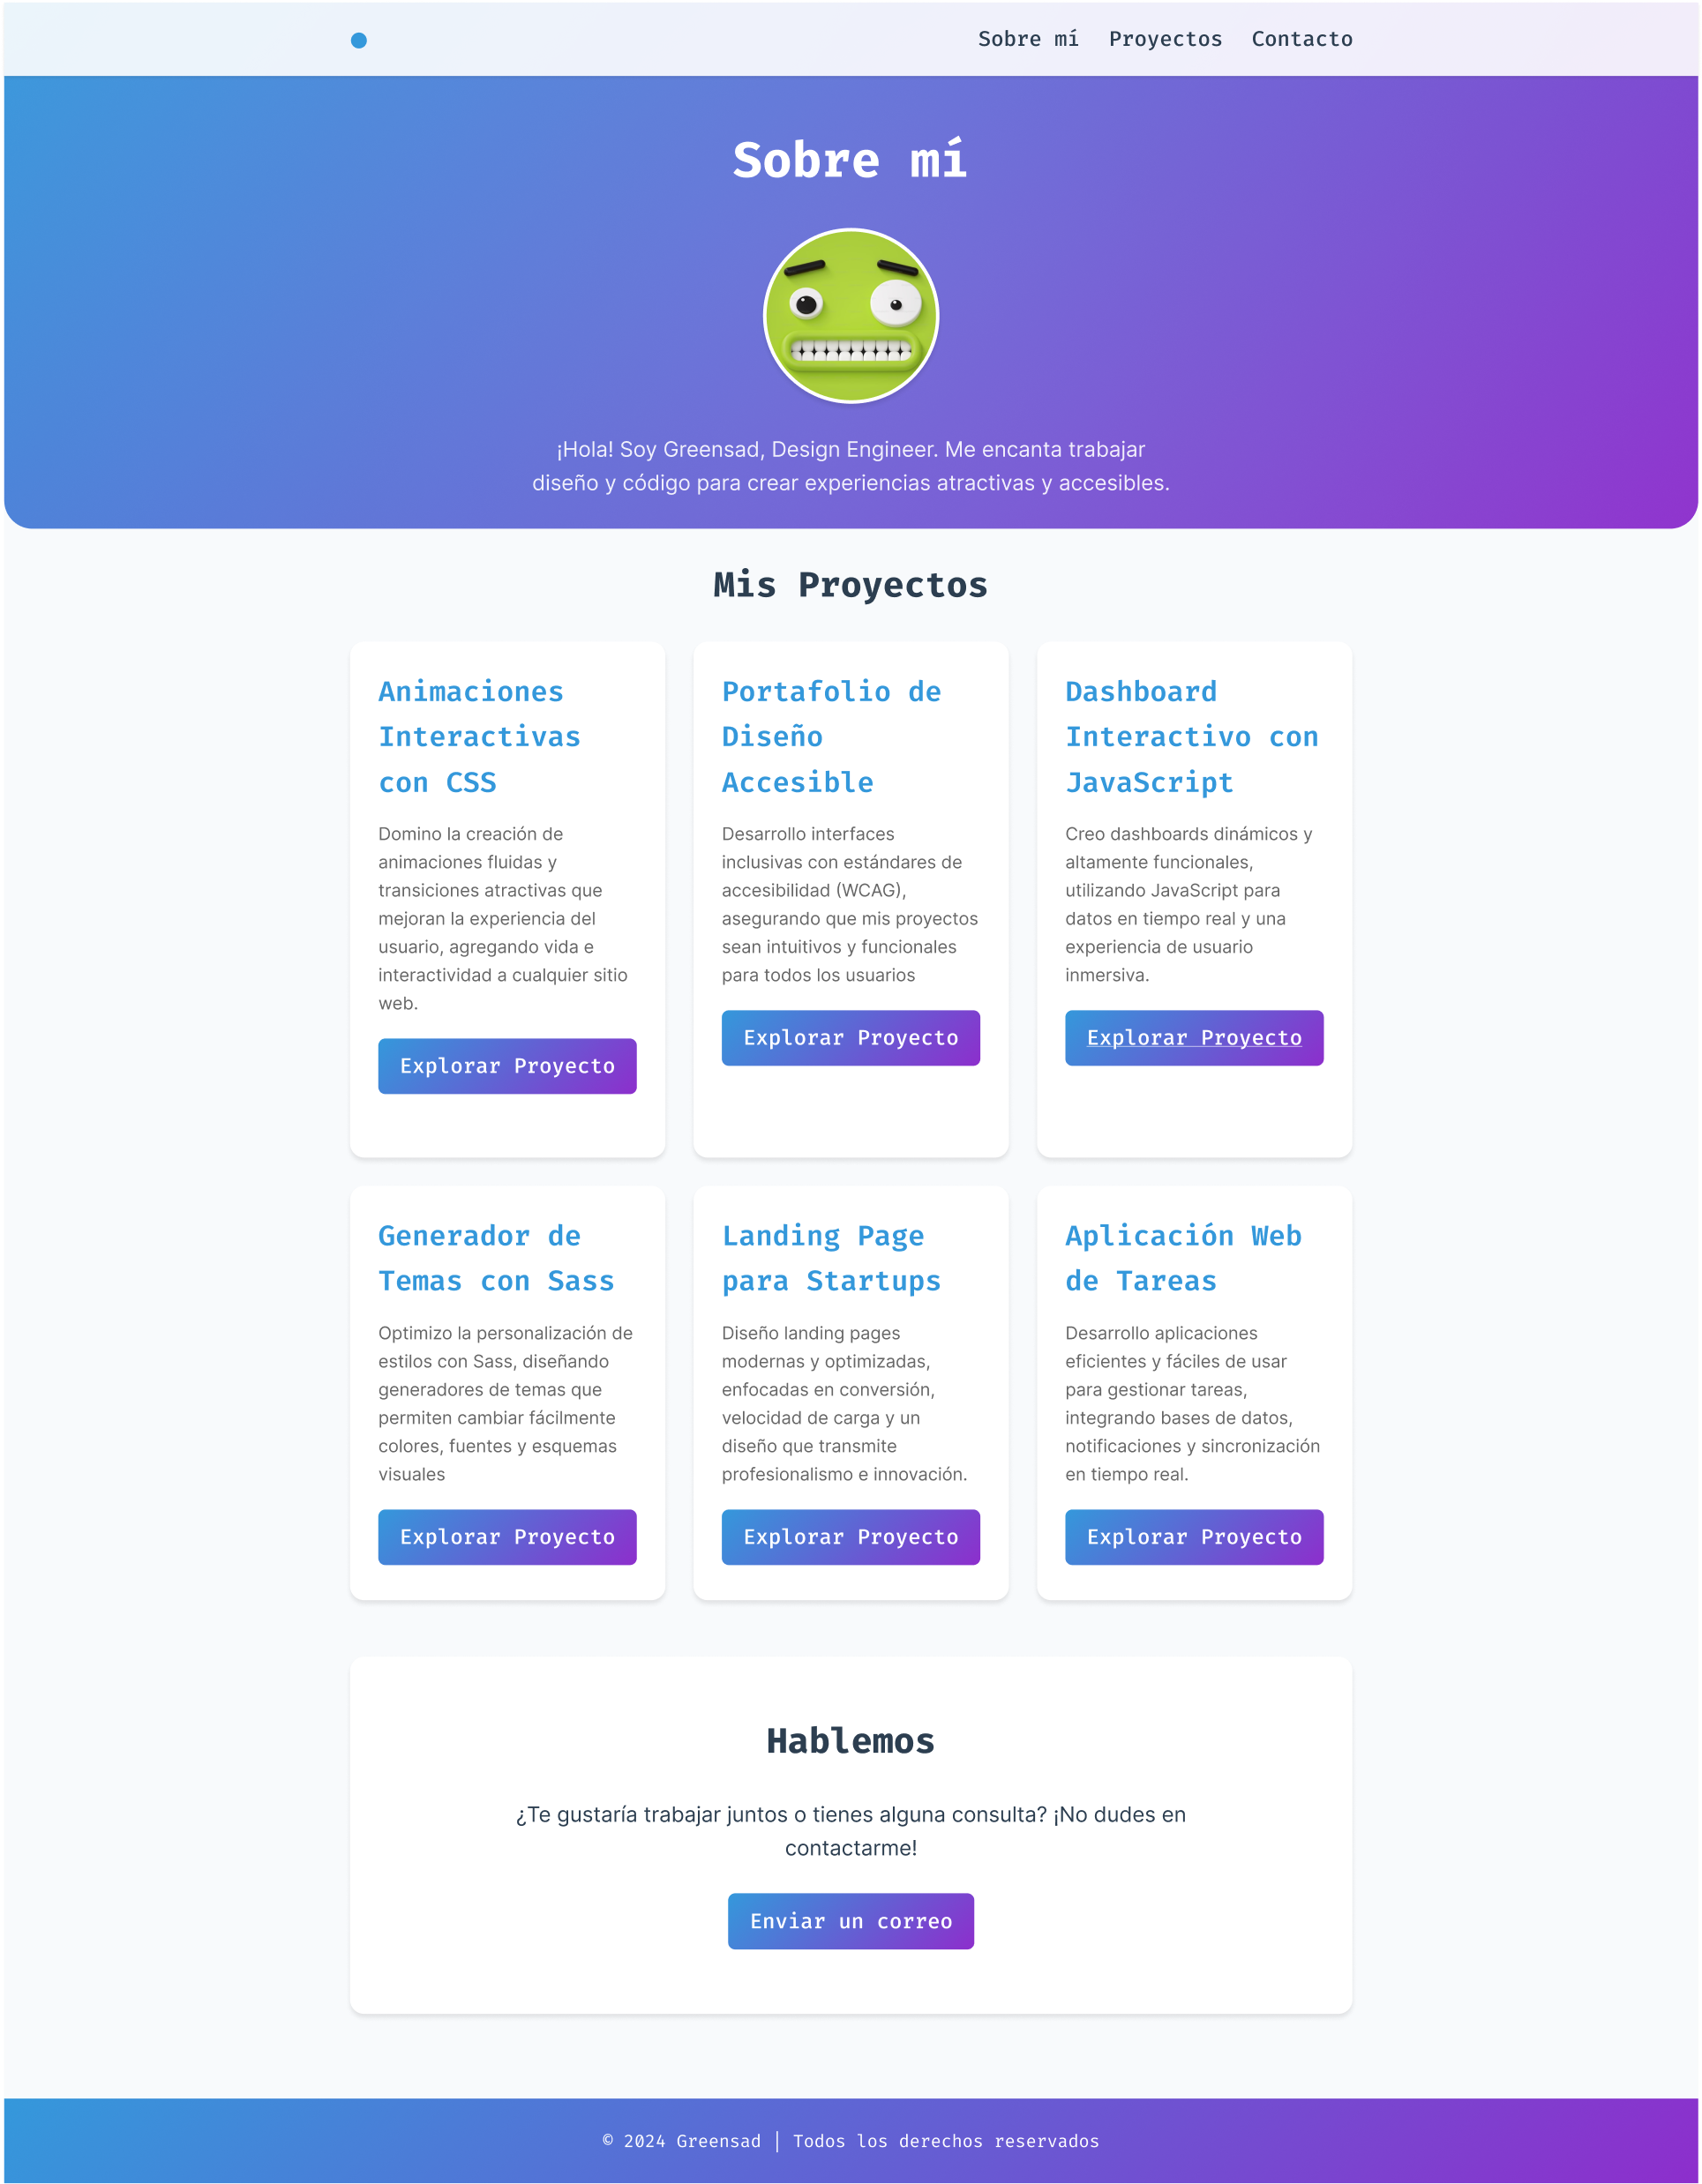 Sobre mí Proyectos Contacto
Sobre mí
¡Hola! Soy Greensad, Design Engineer. Me encanta trabajar
diseño y código para crear experiencias atractivas y accesibles.
Mis Proyectos
Animaciones
Interactivas
con CSS
Domino la creación de
animaciones fluidas y
transiciones atractivas que
mejoran la experiencia del
usuario, agregando vida e
interactividad a cualquier sitio
web.
Explorar Proyecto
Portafolio de
Diseño
Accesible
Desarrollo interfaces
inclusivas con estándares de
accesibilidad (WCAG),
asegurando que mis proyectos
sean intuitivos y funcionales
para todos los usuarios
Explorar Proyecto
Dashboard
Interactivo con
JavaScript
Creo dashboards dinámicos y
altamente funcionales,
utilizando JavaScript para
datos en tiempo real y una
experiencia de usuario
inmersiva.
Explorar Proyecto
Generador de
Temas con Sass
Optimizo la personalización de
estilos con Sass, diseñando
generadores de temas que
permiten cambiar fácilmente
colores, fuentes y esquemas
visuales
Explorar Proyecto
Landing Page
para Startups
Diseño landing pages
modernas y optimizadas,
enfocadas en conversión,
velocidad de carga y un
diseño que transmite
profesionalismo e innovación.
Explorar Proyecto
Aplicación Web
de Tareas
Desarrollo aplicaciones
eficientes y fáciles de usar
para gestionar tareas,
integrando bases de datos,
notificaciones y sincronización
en tiempo real.
Explorar Proyecto
Hablemos
¿Te gustaría trabajar juntos o tienes alguna consulta? ¡No dudes en
contactarme!
Enviar un correo
© 2024 Greensad | Todos los derechos reservados